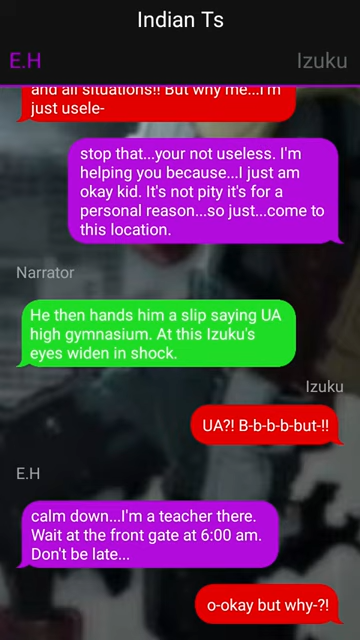 Indian Ts
E.H
Izuku
and all situations!! But why me...I'm
just usele-
stop that...your not useless. I'm
helping you because...I just am
okay kid. It's not pity it's for a
personal reason...so just...come to
this location.
Narrator
He then hands him a slip saying UA
high gymnasium. At this Izuku's
eyes widen in shock.
Izuku
UA?! B-b-b-b-but-!!
E.H
calm down...I'm a teacher there.
Wait at the front gate at 6:00 am.
Don't be late...
o-okay but why-?!